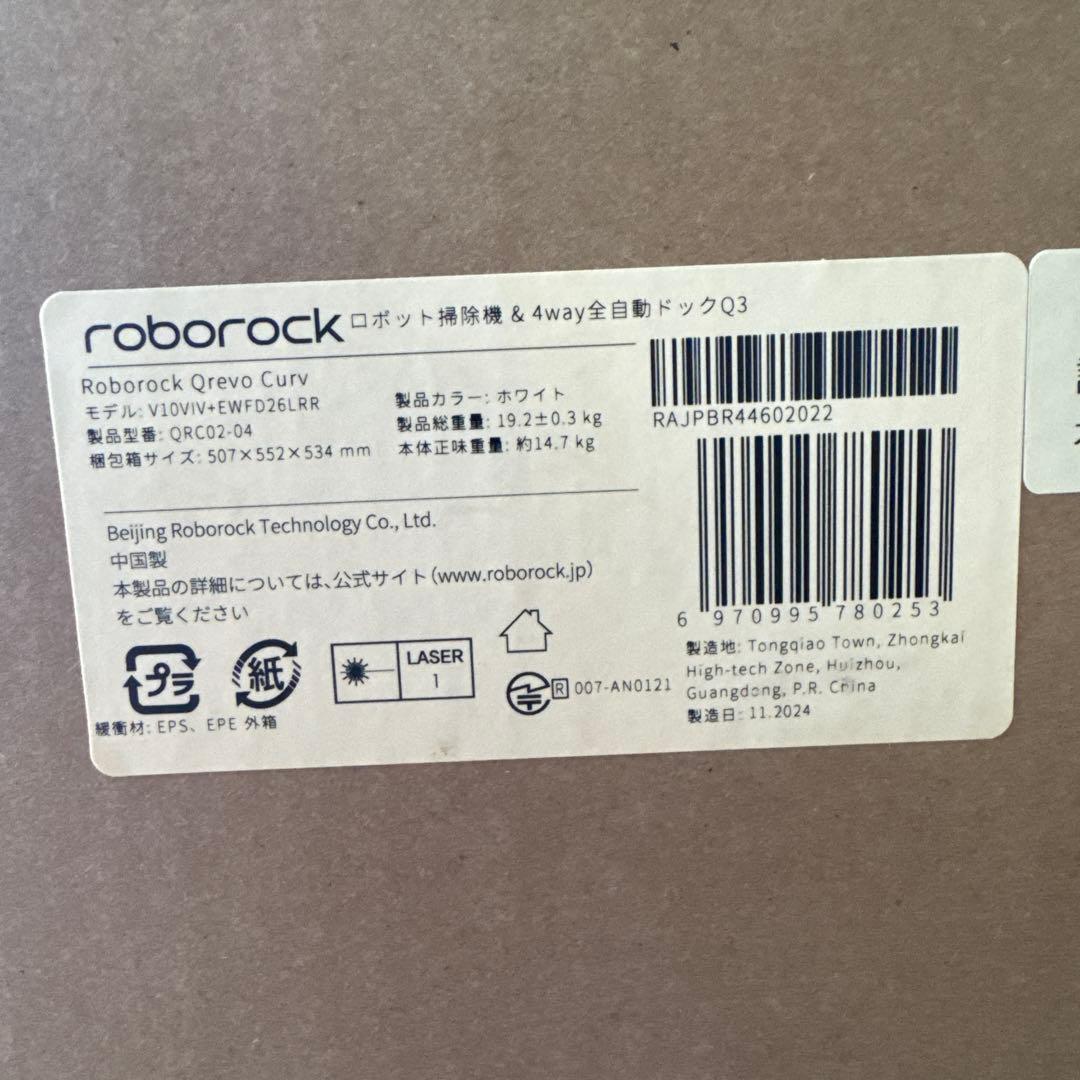 roborock ロボット掃除機 & 4way全自動ドックQ3
Roborock Qrevo Curv
モデル: V10VIV+EWFD26LRR
製品型番: QRC02-04
梱包箱サイズ: 507×552×534 mm
製品カラー: ホワイト
製品総重量: 19.2±0.3 kg
本体正味重量: 約14.7 kg
RAJPBR44602022
Beijing Roborock Technology Co., Ltd.
中国製
本製品の詳細については、公式サイト(www.roborock.jp)
をご覧ください
6 970995 780253
プラ
紙
LASER
1
R 007-AN0121
緩衝材: EPS、EPE 外箱
製造地: Tongqiao Town, Zhongkai
High-tech Zone, Huizhou,
Guangdong, P.R. China
製造日: 11.2024